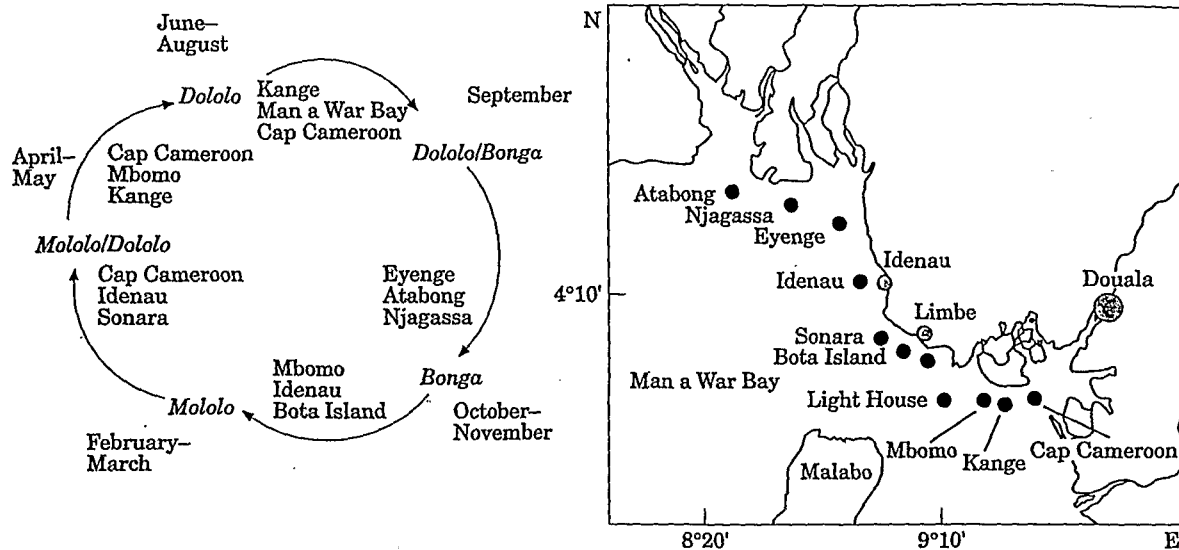 June–
August
Dololo
Kange
Man a War Bay
Cap Cameroon
September
Dololo/Bonga
April–
May
Cap Cameroon
Mbomo
Kange
Mololo/Dololo
Cap Cameroon
Idenau
Sonara
Eyenge
Atabong
Njagassa
Mbomo
Idenau
Bota Island
Bonga
Mololo
October–
November
February–
March
N
Atabong
Njagassa
Eyenge
Idenau
Idenau
Douala
4°10'
Limbe
Sonara
Bota Island
Man a War Bay
Light House
Mbomo
Kange
Cap Cameroon
Malabo
8°20'
9°10'
E